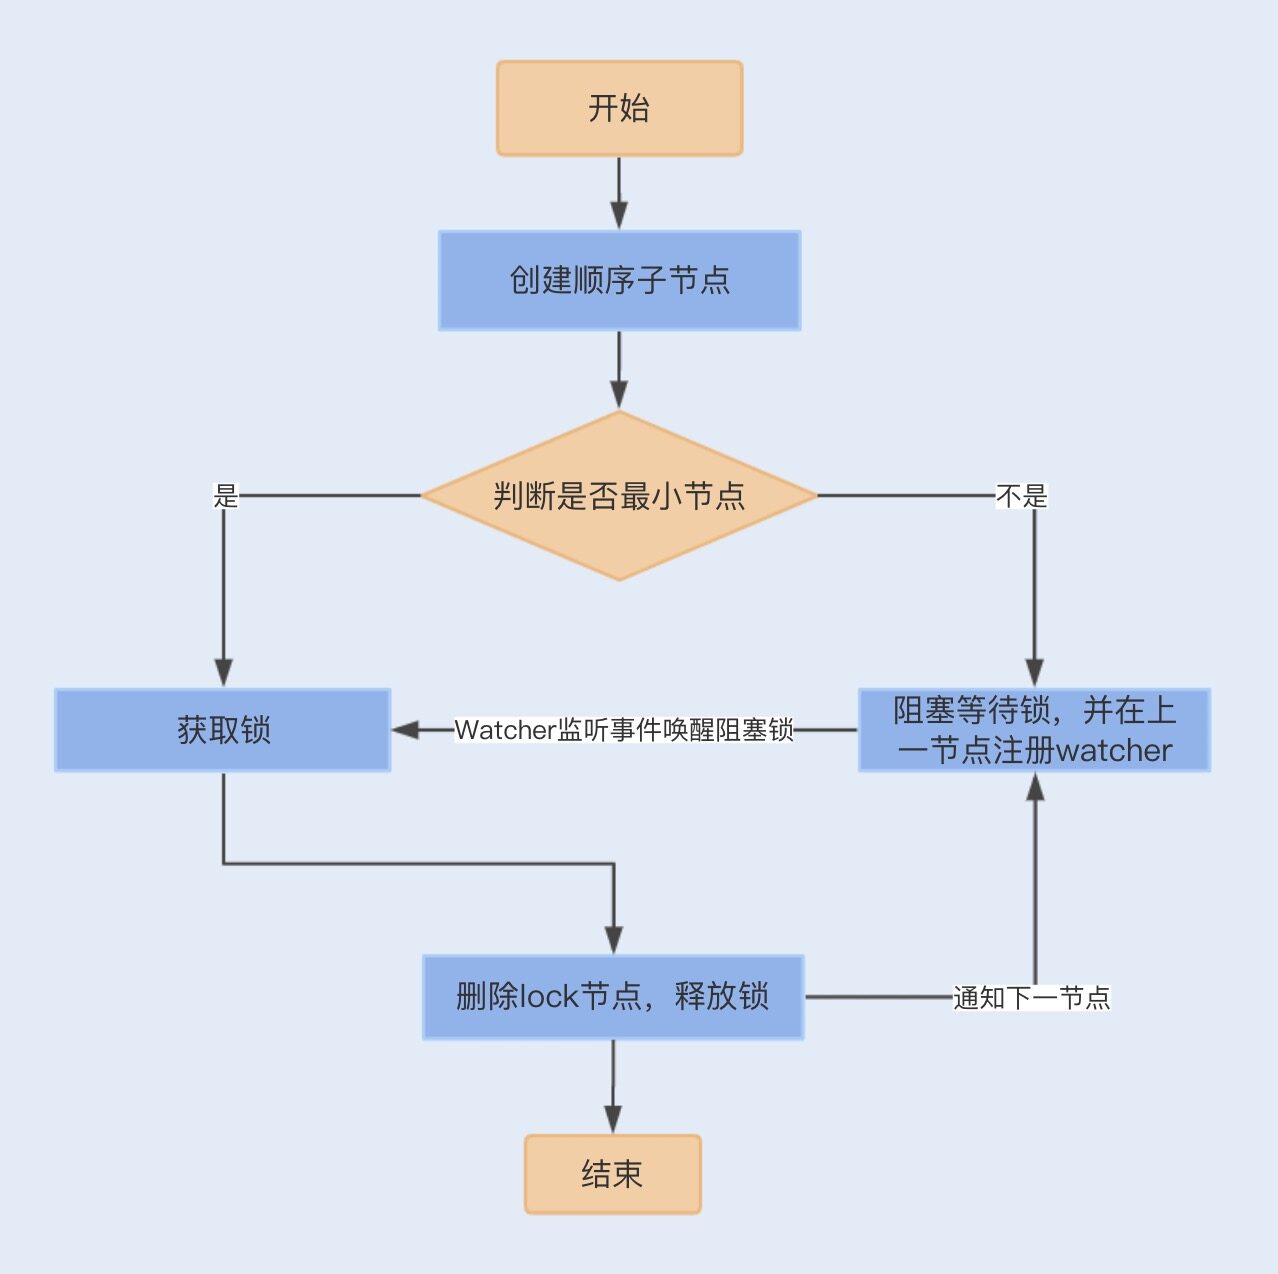 开始
创建顺序子节点
判断是否最小节点
是
不是
获取锁
Watcher监听事件唤醒阻塞锁
阻塞等待锁，并在上
一节点注册watcher
删除lock节点，释放锁
通知下一节点
结束